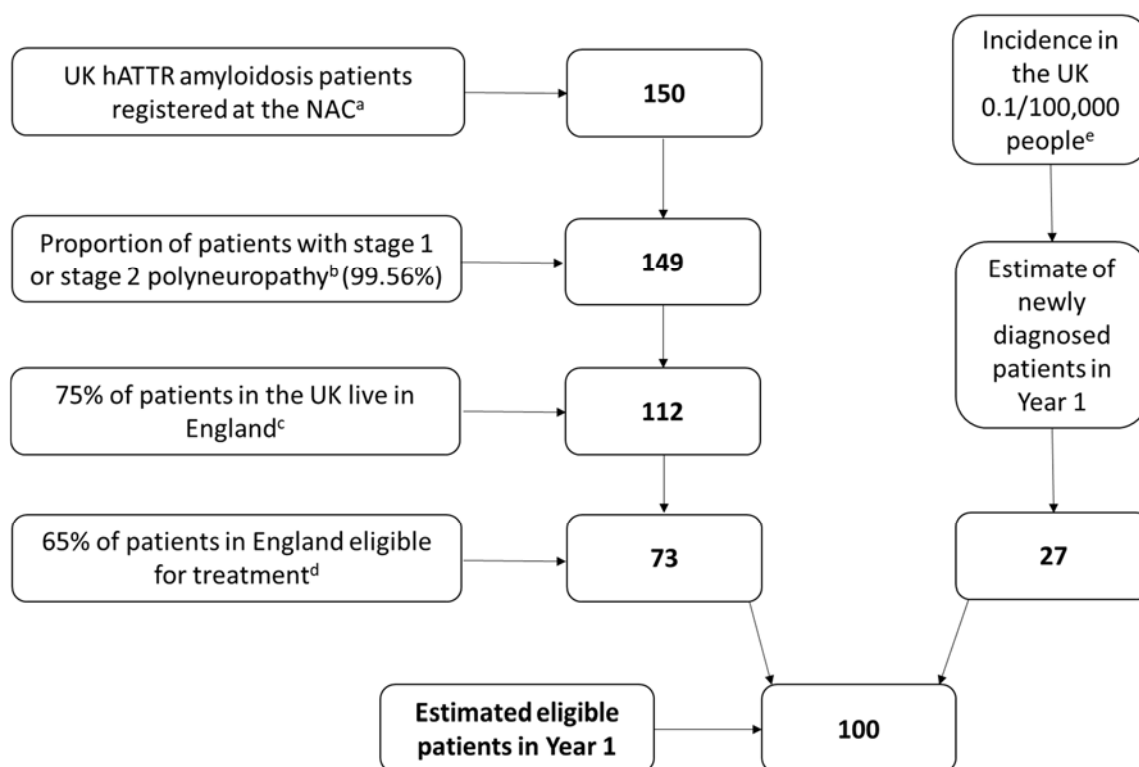 UK hATTR amyloidosis patients
registered at the NACᵃ
150
Proportion of patients with stage 1
or stage 2 polyneuropathyᵇ (99.56%)
149
75% of patients in the UK live in
Englandᶜ
112
65% of patients in England eligible
for treatmentᵈ
73
Incidence in
the UK
0.1/100,000
peopleᵉ
Estimate of
newly
diagnosed
patients in
Year 1
27
Estimated eligible
patients in Year 1
100